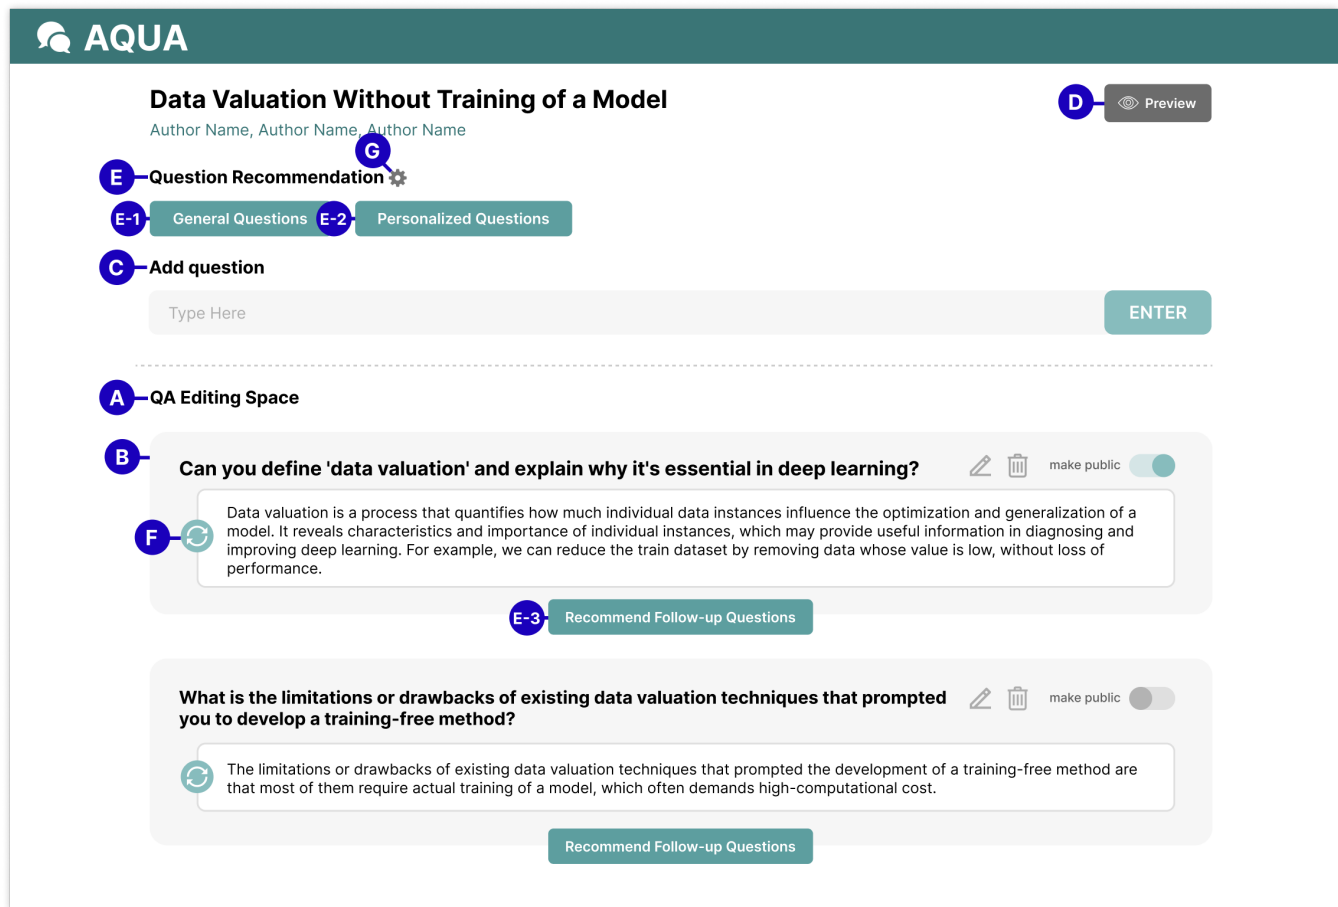 AQUA
Data Valuation Without Training of a Model
D
Preview
Author Name, Author Name, Author Name
G
E
Question Recommendation
E-1
General Questions
E-2
Personalized Questions
C
Add question
Type Here
ENTER
A
QA Editing Space
B
Can you define 'data valuation' and explain why it's essential in deep learning?
make public
F
Data valuation is a process that quantifies how much individual data instances influence the optimization and generalization of a
model. It reveals characteristics and importance of individual instances, which may provide useful information in diagnosing and
improving deep learning. For example, we can reduce the train dataset by removing data whose value is low, without loss of
performance.
E-3
Recommend Follow-up Questions
What is the limitations or drawbacks of existing data valuation techniques that prompted
you to develop a training-free method?
make public
The limitations or drawbacks of existing data valuation techniques that prompted the development of a training-free method are
that most of them require actual training of a model, which often demands high-computational cost.
Recommend Follow-up Questions